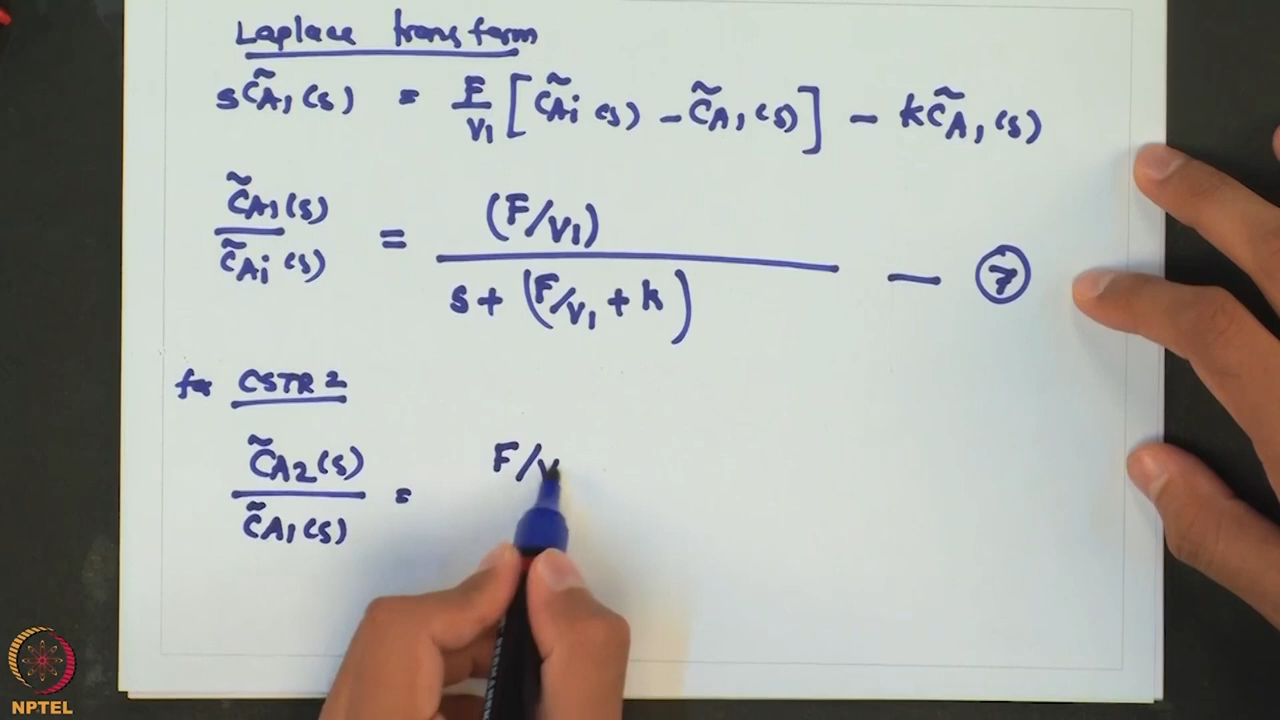 Laplace transform
sC̃A1(s) = F/V1 [C̃Ai(s) - C̃A1(s)] - kC̃A1(s)
C̃A1(s)/C̃Ai(s) = (F/V1)/(s + (F/V1 + k)) — ⑦
for CSTR 2
C̃A2(s)/C̃A1(s) = F/V
NPTEL